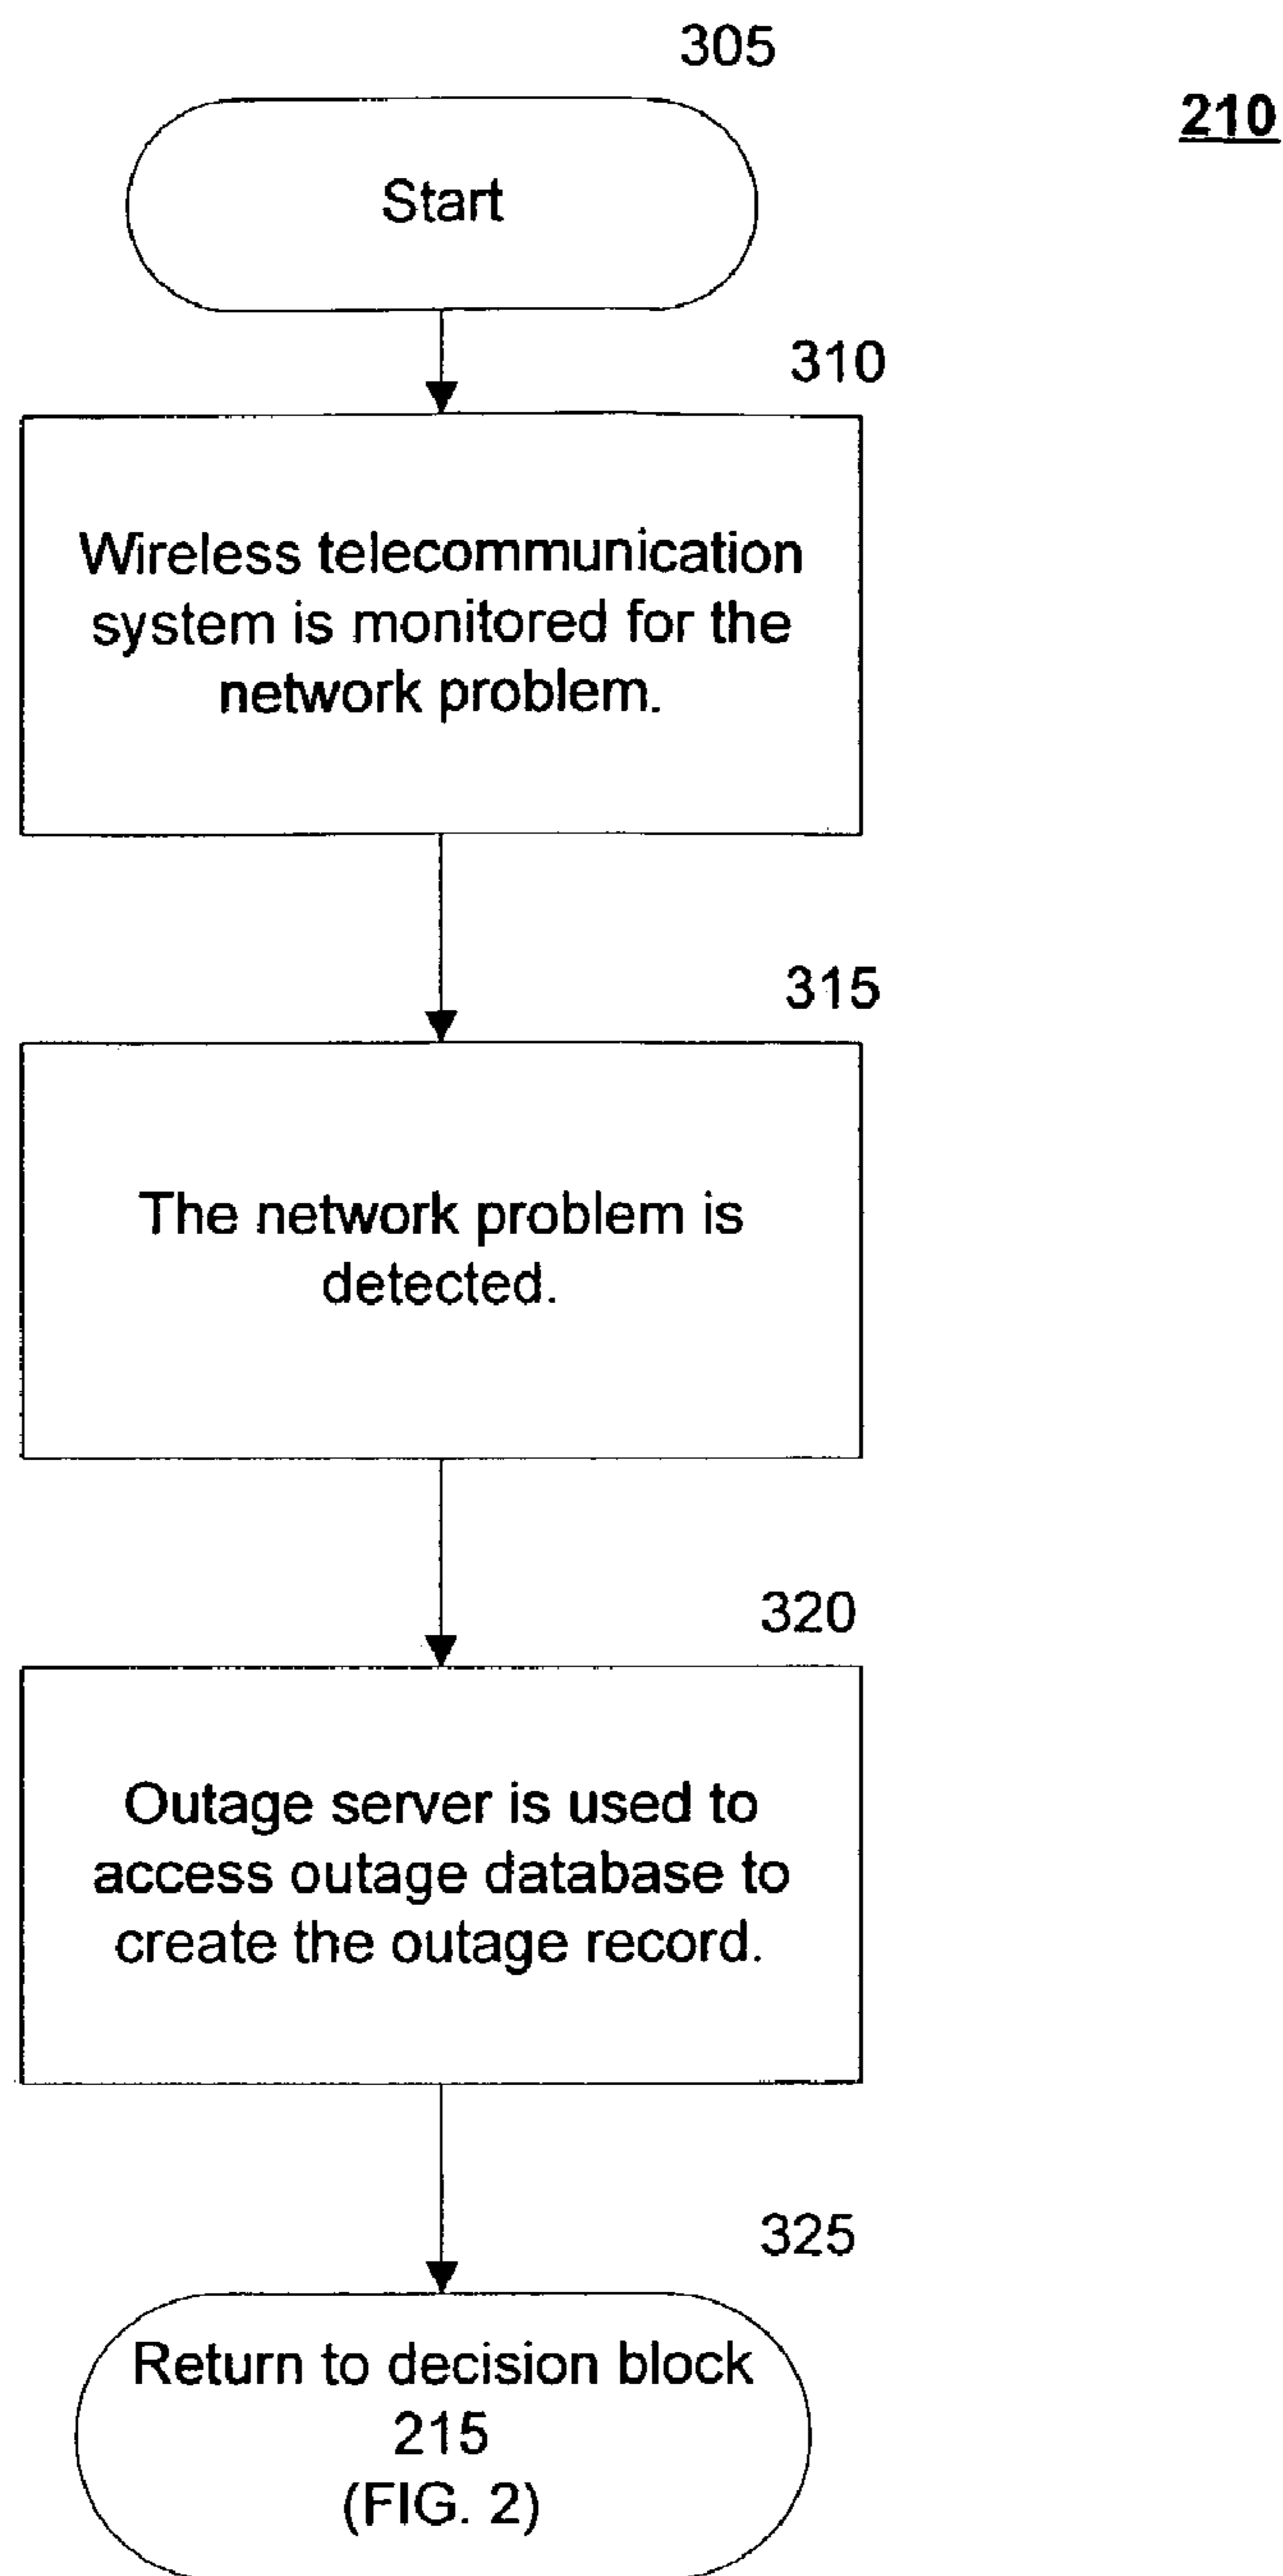 305
210
Start
310
Wireless telecommunication
system is monitored for the
network problem.
315
The network problem is
detected.
320
Outage server is used to
access outage database to
create the outage record.
325
Return to decision block
215
(FIG. 2)